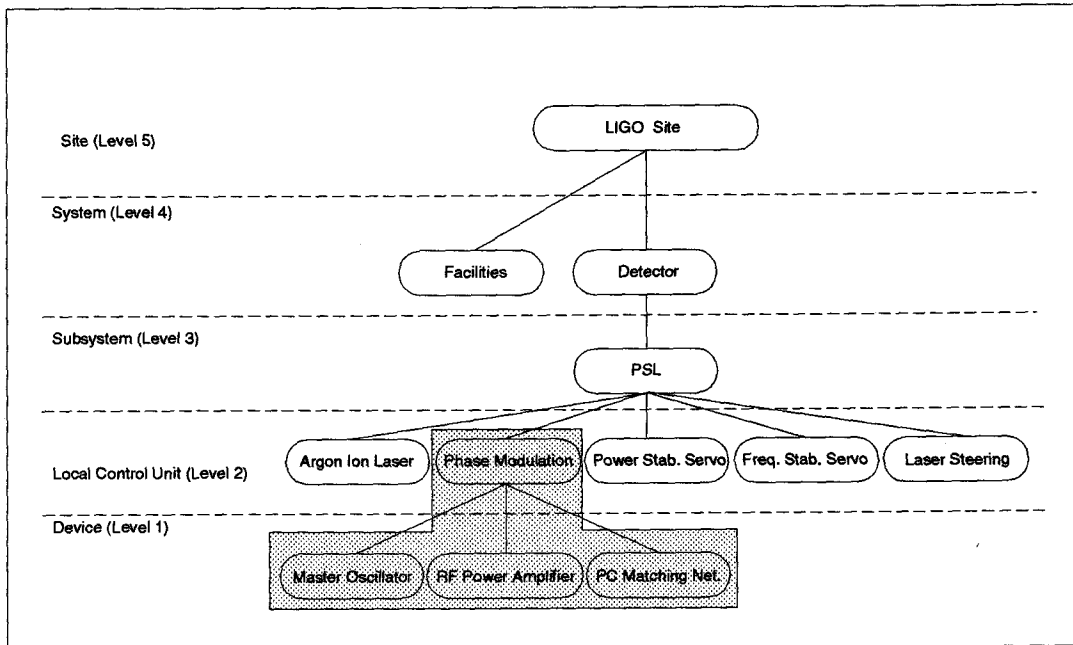 Site (Level 5)
LIGO Site
System (Level 4)
Facilities
Detector
Subsystem (Level 3)
PSL
Local Control Unit (Level 2)
Argon Ion Laser
Phase Modulation
Power Stab. Servo
Freq. Stab. Servo
Laser Steering
Device (Level 1)
Master Oscillator
RF Power Amplifier
PC Matching Net.